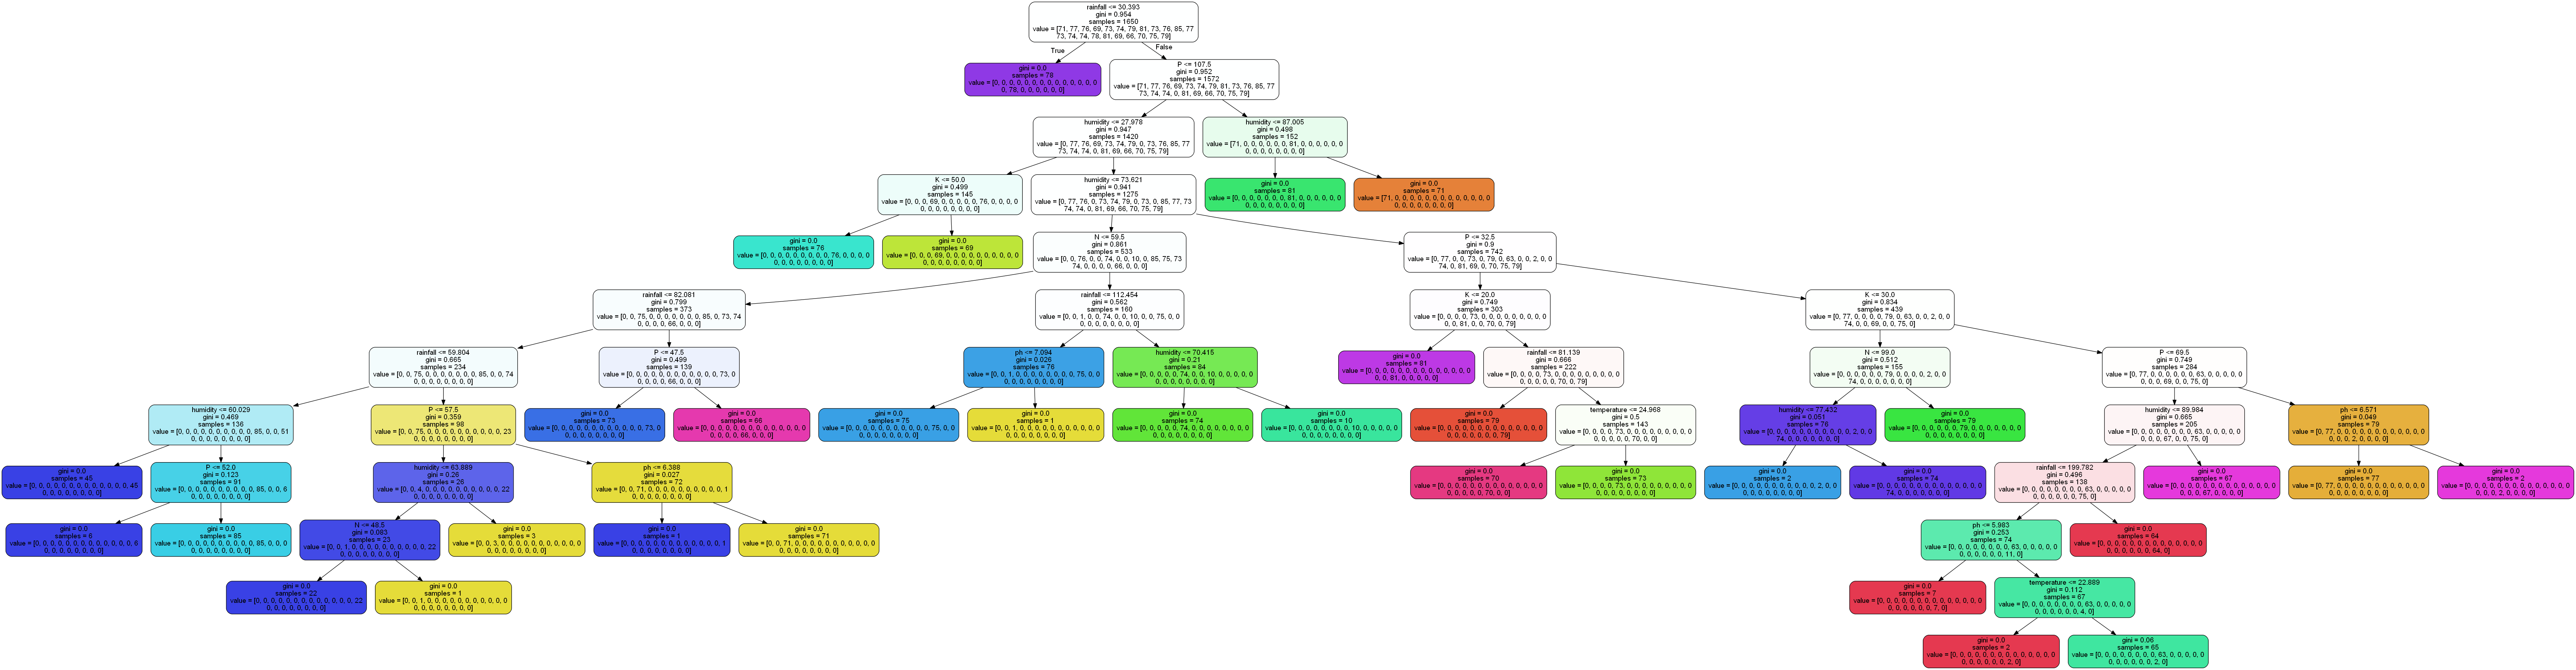 rainfall <= 30.393
gini = 0.954
samples = 1650
value = [71, 77, 76, 69, 73, 74, 79, 81, 73, 76, 85, 77
73, 74, 74, 78, 81, 69, 66, 70, 75, 79]
True
False
gini = 0.0
samples = 78
value = [0, 0, 0, 0, 0, 0, 0, 0, 0, 0, 0, 0, 0, 0
0, 78, 0, 0, 0, 0, 0, 0]
P <= 107.5
gini = 0.952
samples = 1572
value = [71, 77, 76, 69, 73, 74, 79, 81, 73, 76, 85, 77
73, 74, 74, 0, 81, 69, 66, 70, 75, 79]
humidity <= 27.978
gini = 0.947
samples = 1420
value = [0, 77, 76, 69, 73, 74, 79, 0, 73, 76, 85, 77
73, 74, 74, 0, 81, 69, 66, 70, 75, 79]
humidity <= 87.005
gini = 0.498
samples = 152
value = [71, 0, 0, 0, 0, 0, 0, 81, 0, 0, 0, 0, 0, 0
0, 0, 0, 0, 0, 0, 0, 0]
K <= 50.0
gini = 0.499
samples = 145
value = [0, 0, 0, 69, 0, 0, 0, 0, 0, 76, 0, 0, 0, 0
0, 0, 0, 0, 0, 0, 0, 0]
humidity <= 73.621
gini = 0.941
samples = 1275
value = [0, 77, 76, 0, 73, 74, 79, 0, 73, 0, 85, 77, 73
74, 74, 0, 81, 69, 66, 70, 75, 79]
gini = 0.0
samples = 81
value = [0, 0, 0, 0, 0, 0, 0, 81, 0, 0, 0, 0, 0, 0
0, 0, 0, 0, 0, 0, 0, 0]
gini = 0.0
samples = 71
value = [71, 0, 0, 0, 0, 0, 0, 0, 0, 0, 0, 0, 0, 0
0, 0, 0, 0, 0, 0, 0, 0]
gini = 0.0
samples = 76
value = [0, 0, 0, 0, 0, 0, 0, 0, 0, 76, 0, 0, 0, 0
0, 0, 0, 0, 0, 0, 0, 0]
gini = 0.0
samples = 69
value = [0, 0, 0, 69, 0, 0, 0, 0, 0, 0, 0, 0, 0, 0
0, 0, 0, 0, 0, 0, 0, 0]
N <= 59.5
gini = 0.861
samples = 533
value = [0, 0, 76, 0, 0, 74, 0, 0, 10, 0, 85, 75, 73
74, 0, 0, 0, 0, 66, 0, 0, 0]
P <= 32.5
gini = 0.9
samples = 742
value = [0, 77, 0, 0, 73, 0, 79, 0, 63, 0, 0, 2, 0, 0
74, 0, 81, 69, 0, 70, 75, 79]
rainfall <= 82.081
gini = 0.799
samples = 373
value = [0, 0, 75, 0, 0, 0, 0, 0, 0, 0, 85, 0, 73, 74
0, 0, 0, 0, 66, 0, 0, 0]
rainfall <= 112.454
gini = 0.562
samples = 160
value = [0, 0, 1, 0, 0, 74, 0, 0, 10, 0, 0, 75, 0, 0
0, 0, 0, 0, 0, 0, 0, 0]
K <= 20.0
gini = 0.749
samples = 303
value = [0, 0, 0, 0, 73, 0, 0, 0, 0, 0, 0, 0, 0, 0
0, 0, 81, 0, 0, 70, 0, 79]
K <= 30.0
gini = 0.834
samples = 439
value = [0, 77, 0, 0, 0, 0, 79, 0, 63, 0, 0, 2, 0, 0
74, 0, 0, 69, 0, 0, 75, 0]
rainfall <= 59.804
gini = 0.665
samples = 234
value = [0, 0, 75, 0, 0, 0, 0, 0, 0, 0, 85, 0, 0, 74
0, 0, 0, 0, 0, 0, 0, 0]
P <= 47.5
gini = 0.499
samples = 139
value = [0, 0, 0, 0, 0, 0, 0, 0, 0, 0, 0, 0, 73, 0
0, 0, 0, 0, 66, 0, 0, 0]
ph <= 7.094
gini = 0.026
samples = 76
value = [0, 0, 1, 0, 0, 0, 0, 0, 0, 0, 0, 75, 0, 0
0, 0, 0, 0, 0, 0, 0, 0]
humidity <= 70.415
gini = 0.21
samples = 84
value = [0, 0, 0, 0, 0, 74, 0, 0, 10, 0, 0, 0, 0, 0
0, 0, 0, 0, 0, 0, 0, 0]
gini = 0.0
samples = 81
value = [0, 0, 0, 0, 0, 0, 0, 0, 0, 0, 0, 0, 0, 0
0, 0, 81, 0, 0, 0, 0, 0]
rainfall <= 81.139
gini = 0.666
samples = 222
value = [0, 0, 0, 0, 73, 0, 0, 0, 0, 0, 0, 0, 0, 0
0, 0, 0, 0, 0, 70, 0, 79]
N <= 99.0
gini = 0.512
samples = 155
value = [0, 0, 0, 0, 0, 0, 79, 0, 0, 0, 0, 2, 0, 0
74, 0, 0, 0, 0, 0, 0, 0]
P <= 69.5
gini = 0.749
samples = 284
value = [0, 77, 0, 0, 0, 0, 0, 0, 63, 0, 0, 0, 0, 0
0, 0, 0, 69, 0, 0, 75, 0]
humidity <= 60.029
gini = 0.469
samples = 136
value = [0, 0, 0, 0, 0, 0, 0, 0, 0, 0, 85, 0, 0, 51
0, 0, 0, 0, 0, 0, 0, 0]
P <= 57.5
gini = 0.359
samples = 98
value = [0, 0, 75, 0, 0, 0, 0, 0, 0, 0, 0, 0, 0, 23
0, 0, 0, 0, 0, 0, 0, 0]
gini = 0.0
samples = 73
value = [0, 0, 0, 0, 0, 0, 0, 0, 0, 0, 0, 0, 73, 0
0, 0, 0, 0, 0, 0, 0, 0]
gini = 0.0
samples = 66
value = [0, 0, 0, 0, 0, 0, 0, 0, 0, 0, 0, 0, 0, 0
0, 0, 0, 0, 66, 0, 0, 0]
gini = 0.0
samples = 75
value = [0, 0, 0, 0, 0, 0, 0, 0, 0, 0, 0, 75, 0, 0
0, 0, 0, 0, 0, 0, 0, 0]
gini = 0.0
samples = 1
value = [0, 0, 1, 0, 0, 0, 0, 0, 0, 0, 0, 0, 0, 0
0, 0, 0, 0, 0, 0, 0, 0]
gini = 0.0
samples = 74
value = [0, 0, 0, 0, 0, 74, 0, 0, 0, 0, 0, 0, 0, 0
0, 0, 0, 0, 0, 0, 0, 0]
gini = 0.0
samples = 10
value = [0, 0, 0, 0, 0, 0, 0, 0, 10, 0, 0, 0, 0, 0
0, 0, 0, 0, 0, 0, 0, 0]
gini = 0.0
samples = 79
value = [0, 0, 0, 0, 0, 0, 0, 0, 0, 0, 0, 0, 0, 0
0, 0, 0, 0, 0, 0, 0, 79]
temperature <= 24.968
gini = 0.5
samples = 143
value = [0, 0, 0, 0, 73, 0, 0, 0, 0, 0, 0, 0, 0, 0
0, 0, 0, 0, 0, 70, 0, 0]
humidity <= 77.432
gini = 0.051
samples = 76
value = [0, 0, 0, 0, 0, 0, 0, 0, 0, 0, 0, 2, 0, 0
74, 0, 0, 0, 0, 0, 0, 0]
gini = 0.0
samples = 79
value = [0, 0, 0, 0, 0, 0, 79, 0, 0, 0, 0, 0, 0, 0
0, 0, 0, 0, 0, 0, 0, 0]
humidity <= 89.984
gini = 0.665
samples = 205
value = [0, 0, 0, 0, 0, 0, 0, 0, 63, 0, 0, 0, 0, 0
0, 0, 0, 67, 0, 0, 75, 0]
ph <= 6.571
gini = 0.049
samples = 79
value = [0, 77, 0, 0, 0, 0, 0, 0, 0, 0, 0, 0, 0, 0
0, 0, 0, 2, 0, 0, 0, 0]
gini = 0.0
samples = 45
value = [0, 0, 0, 0, 0, 0, 0, 0, 0, 0, 0, 0, 0, 45
0, 0, 0, 0, 0, 0, 0, 0]
P <= 52.0
gini = 0.123
samples = 91
value = [0, 0, 0, 0, 0, 0, 0, 0, 0, 0, 85, 0, 0, 6
0, 0, 0, 0, 0, 0, 0, 0]
humidity <= 63.889
gini = 0.26
samples = 26
value = [0, 0, 4, 0, 0, 0, 0, 0, 0, 0, 0, 0, 0, 22
0, 0, 0, 0, 0, 0, 0, 0]
ph <= 6.388
gini = 0.027
samples = 72
value = [0, 0, 71, 0, 0, 0, 0, 0, 0, 0, 0, 0, 0, 1
0, 0, 0, 0, 0, 0, 0, 0]
gini = 0.0
samples = 70
value = [0, 0, 0, 0, 0, 0, 0, 0, 0, 0, 0, 0, 0, 0
0, 0, 0, 0, 0, 70, 0, 0]
gini = 0.0
samples = 73
value = [0, 0, 0, 0, 73, 0, 0, 0, 0, 0, 0, 0, 0, 0
0, 0, 0, 0, 0, 0, 0, 0]
gini = 0.0
samples = 2
value = [0, 0, 0, 0, 0, 0, 0, 0, 0, 0, 0, 2, 0, 0
0, 0, 0, 0, 0, 0, 0, 0]
gini = 0.0
samples = 74
value = [0, 0, 0, 0, 0, 0, 0, 0, 0, 0, 0, 0, 0, 0
74, 0, 0, 0, 0, 0, 0, 0]
rainfall <= 199.782
gini = 0.496
samples = 138
value = [0, 0, 0, 0, 0, 0, 0, 0, 63, 0, 0, 0, 0, 0
0, 0, 0, 0, 0, 0, 75, 0]
gini = 0.0
samples = 67
value = [0, 0, 0, 0, 0, 0, 0, 0, 0, 0, 0, 0, 0, 0
0, 0, 0, 67, 0, 0, 0, 0]
gini = 0.0
samples = 77
value = [0, 77, 0, 0, 0, 0, 0, 0, 0, 0, 0, 0, 0, 0
0, 0, 0, 0, 0, 0, 0, 0]
gini = 0.0
samples = 2
value = [0, 0, 0, 0, 0, 0, 0, 0, 0, 0, 0, 0, 0, 0
0, 0, 0, 2, 0, 0, 0, 0]
gini = 0.0
samples = 6
value = [0, 0, 0, 0, 0, 0, 0, 0, 0, 0, 0, 0, 0, 6
0, 0, 0, 0, 0, 0, 0, 0]
gini = 0.0
samples = 85
value = [0, 0, 0, 0, 0, 0, 0, 0, 0, 0, 85, 0, 0, 0
0, 0, 0, 0, 0, 0, 0, 0]
N <= 48.5
gini = 0.083
samples = 23
value = [0, 0, 1, 0, 0, 0, 0, 0, 0, 0, 0, 0, 0, 22
0, 0, 0, 0, 0, 0, 0, 0]
gini = 0.0
samples = 3
value = [0, 0, 3, 0, 0, 0, 0, 0, 0, 0, 0, 0, 0, 0
0, 0, 0, 0, 0, 0, 0, 0]
gini = 0.0
samples = 1
value = [0, 0, 0, 0, 0, 0, 0, 0, 0, 0, 0, 0, 0, 1
0, 0, 0, 0, 0, 0, 0, 0]
gini = 0.0
samples = 71
value = [0, 0, 71, 0, 0, 0, 0, 0, 0, 0, 0, 0, 0, 0
0, 0, 0, 0, 0, 0, 0, 0]
ph <= 5.983
gini = 0.253
samples = 74
value = [0, 0, 0, 0, 0, 0, 0, 0, 63, 0, 0, 0, 0, 0
0, 0, 0, 0, 0, 0, 11, 0]
gini = 0.0
samples = 64
value = [0, 0, 0, 0, 0, 0, 0, 0, 0, 0, 0, 0, 0, 0
0, 0, 0, 0, 0, 0, 64, 0]
gini = 0.0
samples = 22
value = [0, 0, 0, 0, 0, 0, 0, 0, 0, 0, 0, 0, 0, 22
0, 0, 0, 0, 0, 0, 0, 0]
gini = 0.0
samples = 1
value = [0, 0, 1, 0, 0, 0, 0, 0, 0, 0, 0, 0, 0, 0
0, 0, 0, 0, 0, 0, 0, 0]
gini = 0.0
samples = 7
value = [0, 0, 0, 0, 0, 0, 0, 0, 0, 0, 0, 0, 0, 0
0, 0, 0, 0, 0, 0, 7, 0]
temperature <= 22.889
gini = 0.112
samples = 67
value = [0, 0, 0, 0, 0, 0, 0, 0, 63, 0, 0, 0, 0, 0
0, 0, 0, 0, 0, 0, 4, 0]
gini = 0.0
samples = 2
value = [0, 0, 0, 0, 0, 0, 0, 0, 0, 0, 0, 0, 0, 0
0, 0, 0, 0, 0, 0, 2, 0]
gini = 0.06
samples = 65
value = [0, 0, 0, 0, 0, 0, 0, 0, 63, 0, 0, 0, 0, 0
0, 0, 0, 0, 0, 0, 2, 0]